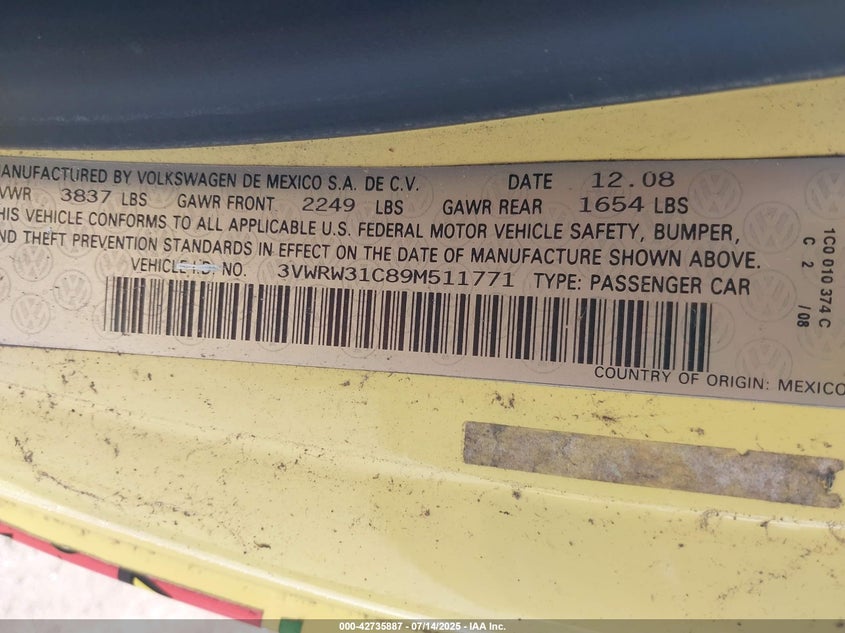 MANUFACTURED BY VOLKSWAGEN DE MEXICO S.A. DE C.V. DATE 12.08
VWR 3837 LBS GAWR FRONT 2249 LBS GAWR REAR 1654 LBS
HIS VEHICLE CONFORMS TO ALL APPLICABLE U.S. FEDERAL MOTOR VEHICLE SAFETY, BUMPER,
ND THEFT PREVENTION STANDARDS IN EFFECT ON THE DATE OF MANUFACTURE SHOWN ABOVE.
VEHICLE I.D. NO. 3VWRW31C89M511771 TYPE: PASSENGER CAR
COUNTRY OF ORIGIN: MEXICO
1C0 010 374 C
C 2 /08
000-42735887 - 07/14/2025 - IAA Inc.